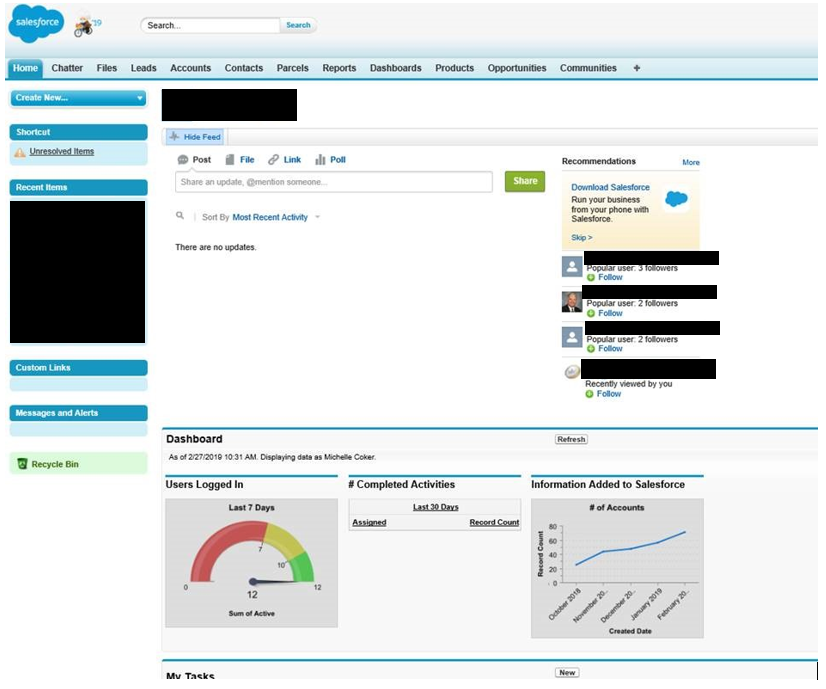 salesforce
'19
Search...
Search
Home Chatter Files Leads Accounts Contacts Parcels Reports Dashboards Products Opportunities Communities +
Create New...
Shortcut
Unresolved Items
Recent Items
Custom Links
Messages and Alerts
Recycle Bin
Hide Feed
Post File Link Poll
Share an update, @mention someone...
Share
Sort By Most Recent Activity
There are no updates.
Recommendations More
Download Salesforce
Run your business
from your phone with
Salesforce.
Skip >
Popular user: 3 followers
Follow
Popular user: 2 followers
Follow
Popular user: 2 followers
Follow
Recently viewed by you
Follow
Dashboard
Refresh
As of 2/27/2019 10:31 AM. Displaying data as Michelle Coker.
Users Logged In
Last 7 Days
7
10
0
12
12
Sum of Active
# Completed Activities
Last 30 Days
Assigned Record Count
Information Added to Salesforce
# of Accounts
Record Count
80
60
40
20
0
October 2018
November 20..
December 20..
January 2019
February 20..
Created Date
My Tasks
New